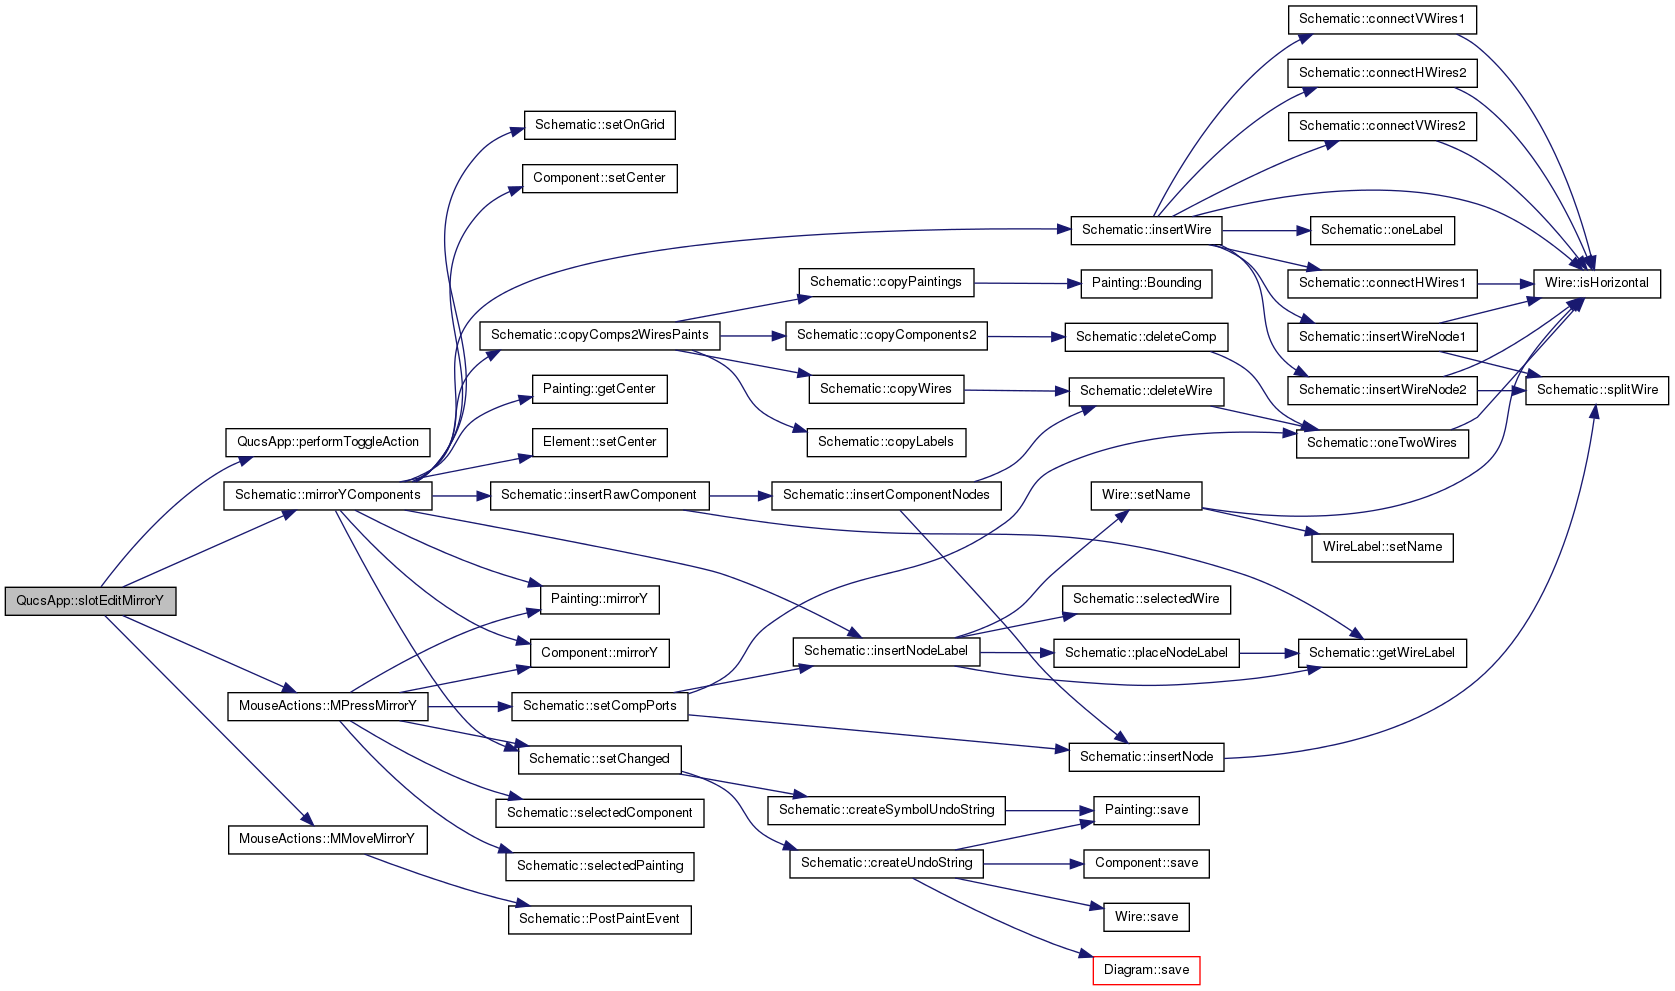 Schematic::connectVWires1
Schematic::connectHWires2
Schematic::setOnGrid
Schematic::connectVWires2
Component::setCenter
Schematic::insertWire
Schematic::oneLabel
Schematic::copyPaintings
Painting::Bounding
Schematic::connectHWires1
Wire::isHorizontal
Schematic::copyComps2WiresPaints
Schematic::copyComponents2
Schematic::deleteComp
Schematic::insertWireNode1
Painting::getCenter
Schematic::copyWires
Schematic::deleteWire
Schematic::insertWireNode2
Schematic::splitWire
QucsApp::performToggleAction
Element::setCenter
Schematic::copyLabels
Schematic::oneTwoWires
Schematic::mirrorYComponents
Schematic::insertRawComponent
Schematic::insertComponentNodes
Wire::setName
WireLabel::setName
QucsApp::slotEditMirrorY
Painting::mirrorY
Schematic::selectedWire
Component::mirrorY
Schematic::insertNodeLabel
Schematic::placeNodeLabel
Schematic::getWireLabel
MouseActions::MPressMirrorY
Schematic::setCompPorts
Schematic::setChanged
Schematic::insertNode
Schematic::selectedComponent
Schematic::createSymbolUndoString
Painting::save
MouseActions::MMoveMirrorY
Schematic::selectedPainting
Schematic::createUndoString
Component::save
Schematic::PostPaintEvent
Wire::save
Diagram::save